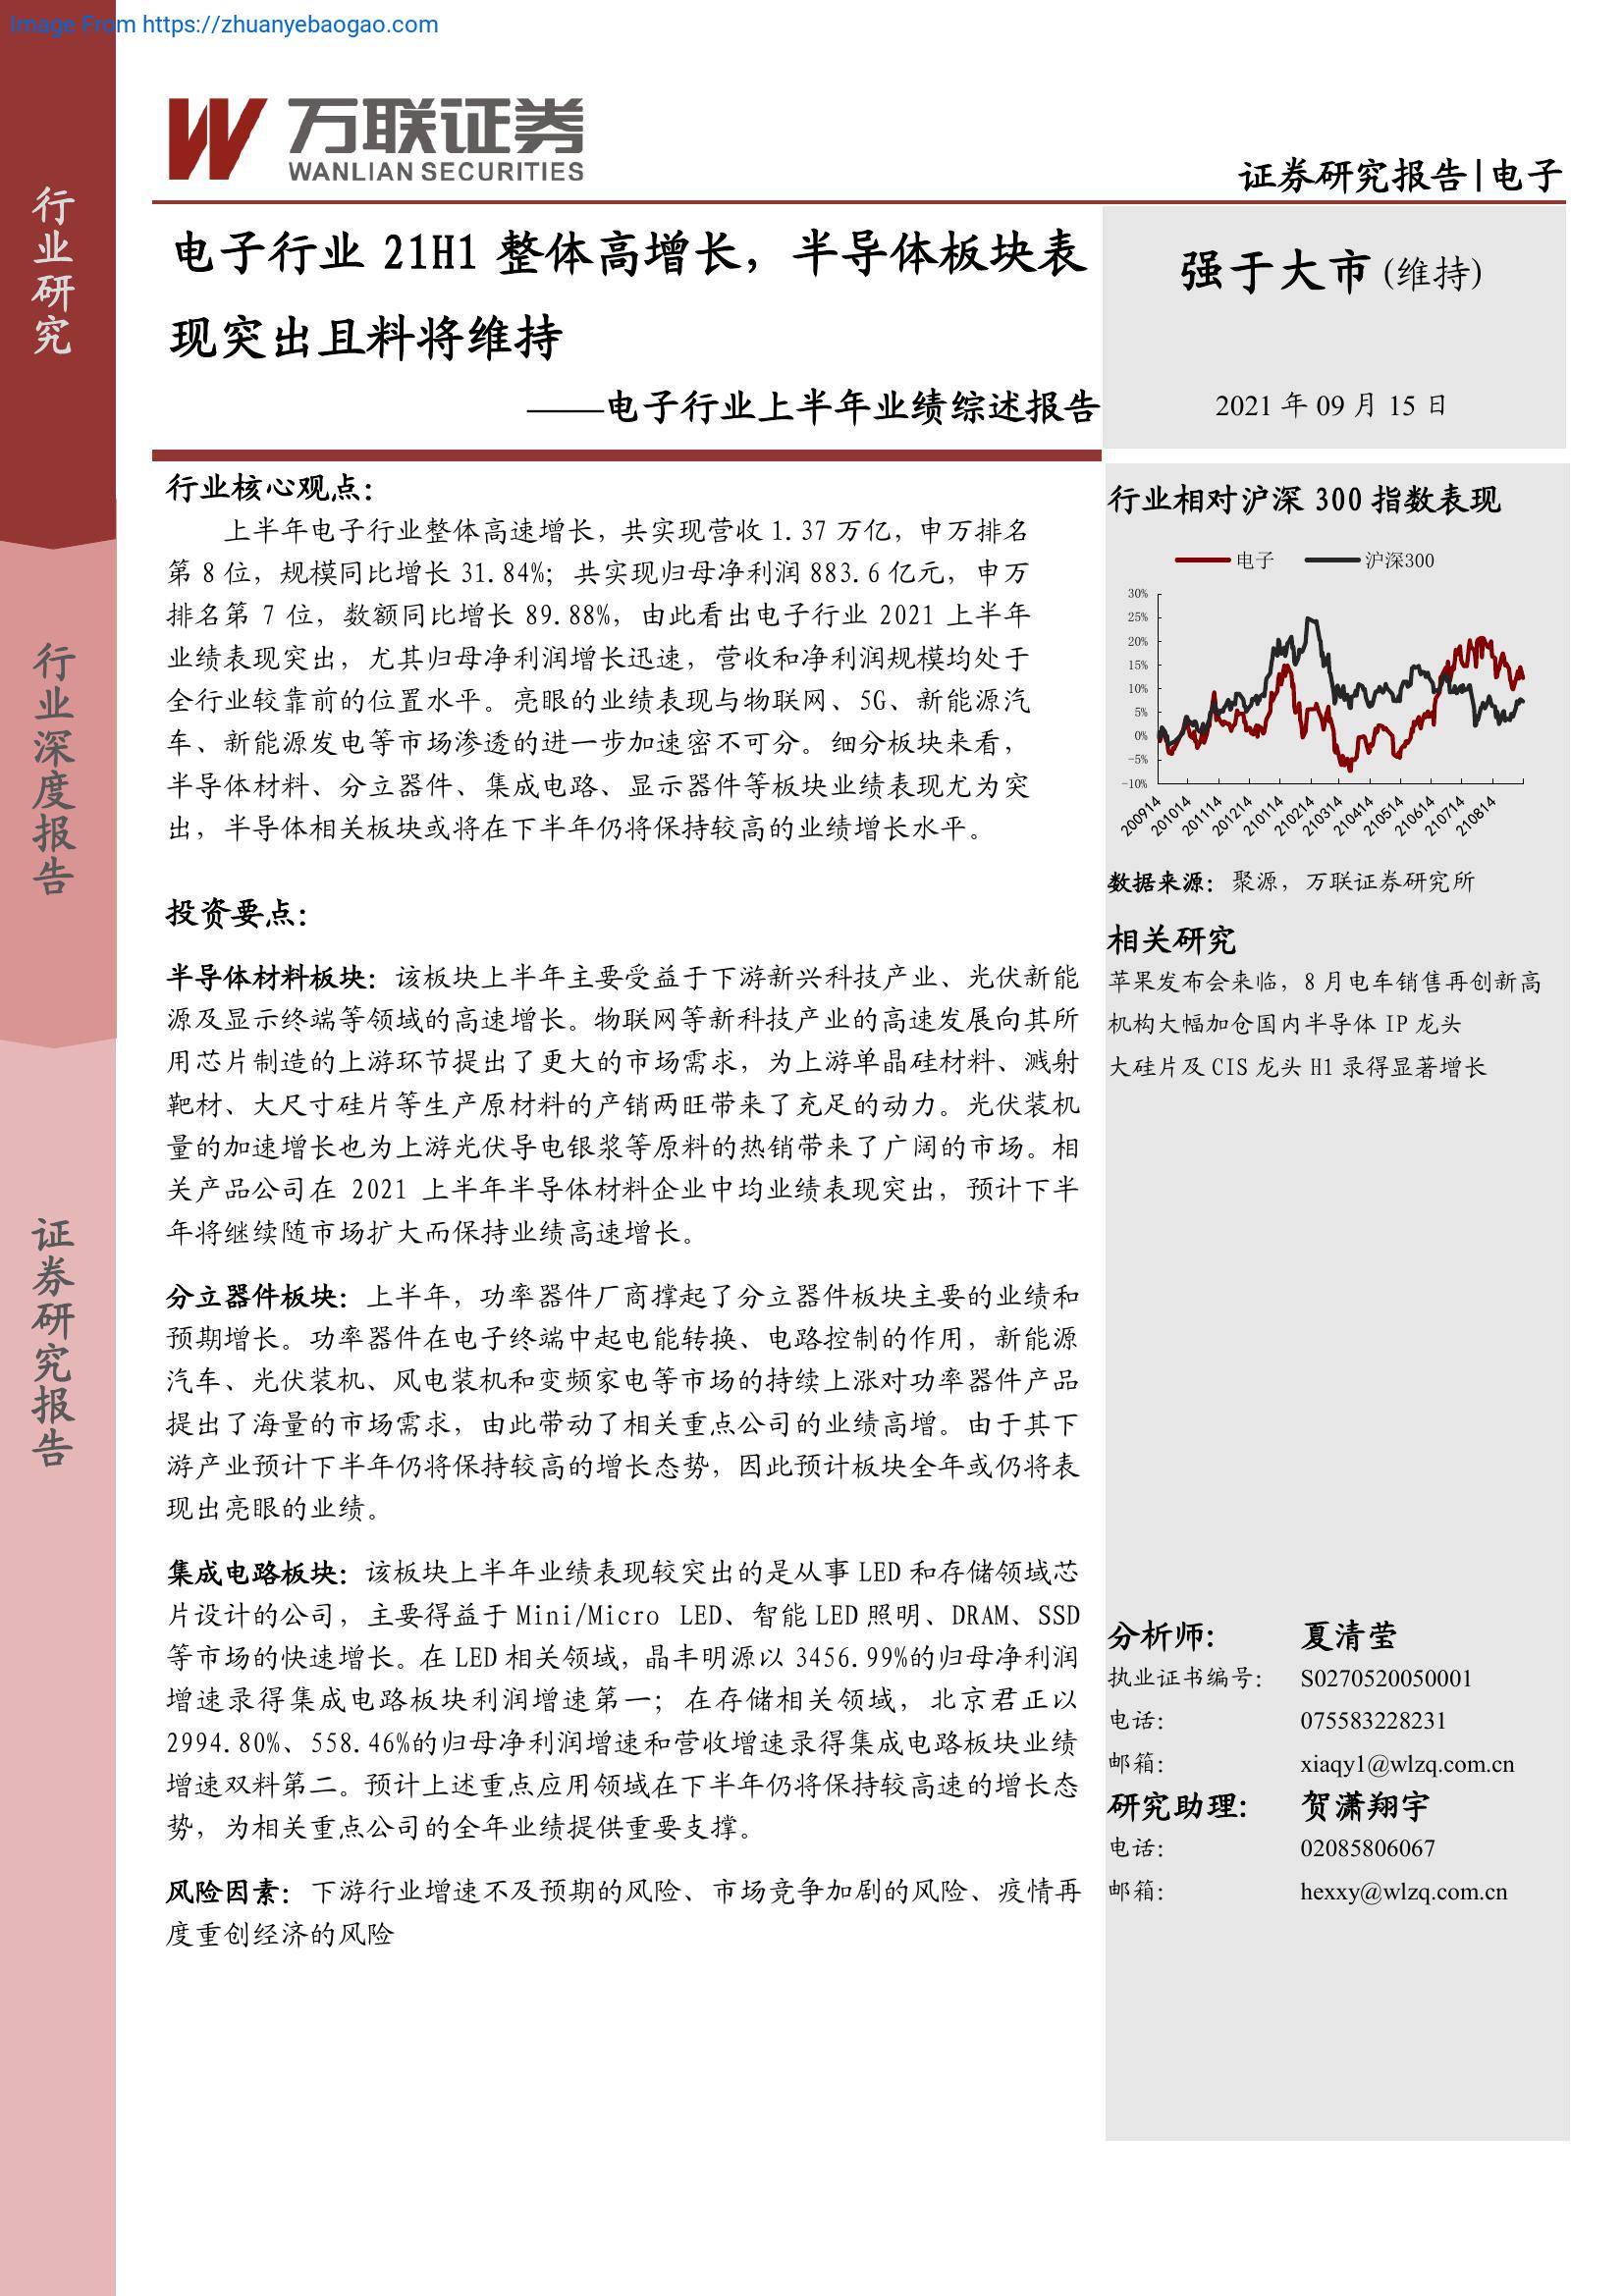 Image From https://zhuanyebaogao.com
万联证券
WANLIAN SECURITIES
证券研究报告|电子
行业研究
行业深度报告
证券研究报告
电子行业 21H1 整体高增长，半导体板块表
现突出且料将维持
——电子行业上半年业绩综述报告
强于大市(维持)
2021 年 09 月 15 日
行业核心观点：
上半年电子行业整体高速增长，共实现营收 1.37 万亿，申万排名
第 8 位，规模同比增长 31.84%；共实现归母净利润 883.6 亿元，申万
排名第 7 位，数额同比增长 89.88%，由此看出电子行业 2021 上半年
业绩表现突出，尤其归母净利润增长迅速，营收和净利润规模均处于
全行业较靠前的位置水平。亮眼的业绩表现与物联网、5G、新能源汽
车、新能源发电等市场渗透的进一步加速密不可分。细分板块来看，
半导体材料、分立器件、集成电路、显示器件等板块业绩表现尤为突
出，半导体相关板块或将在下半年仍将保持较高的业绩增长水平。
投资要点：
半导体材料板块：该板块上半年主要受益于下游新兴科技产业、光伏新能
源及显示终端等领域的高速增长。物联网等新科技产业的高速发展向其所
用芯片制造的上游环节提出了更大的市场需求，为上游单晶硅材料、溅射
靶材、大尺寸硅片等生产原材料的产销两旺带来了充足的动力。光伏装机
量的加速增长也为上游光伏导电银浆等原料的热销带来了广阔的市场。相
关产品公司在 2021 上半年半导体材料企业中均业绩表现突出，预计下半
年将继续随市场扩大而保持业绩高速增长。
分立器件板块：上半年，功率器件厂商撑起了分立器件板块主要的业绩和
预期增长。功率器件在电子终端中起电能转换、电路控制的作用，新能源
汽车、光伏装机、风电装机和变频家电等市场的持续上涨对功率器件产品
提出了海量的市场需求，由此带动了相关重点公司的业绩高增。由于其下
游产业预计下半年仍将保持较高的增长态势，因此预计板块全年或仍将表
现出亮眼的业绩。
集成电路板块：该板块上半年业绩表现较突出的是从事 LED 和存储领域芯
片设计的公司，主要得益于 Mini/Micro LED、智能 LED 照明、DRAM、SSD
等市场的快速增长。在 LED 相关领域，晶丰明源以 3456.99%的归母净利润
增速录得集成电路板块利润增速第一；在存储相关领域，北京君正以
2994.80%、558.46%的归母净利润增速和营收增速录得集成电路板块业绩
增速双料第二。预计上述重点应用领域在下半年仍将保持较高速的增长态
势，为相关重点公司的全年业绩提供重要支撑。
风险因素：下游行业增速不及预期的风险、市场竞争加剧的风险、疫情再
度重创经济的风险
行业相对沪深 300 指数表现
电子 沪深300
30%
25%
20%
15%
10%
5%
0%
-5%
-10%
200914 201014 201114 201214 210114 210214 210314 210414 210514 210614 210714 210814
数据来源：聚源，万联证券研究所
相关研究
苹果发布会来临，8 月电车销售再创新高
机构大幅加仓国内半导体 IP 龙头
大硅片及 CIS 龙头 H1 录得显著增长
分析师： 夏清莹
执业证书编号： S0270520050001
电话： 075583228231
邮箱： xiaqy1@wlzq.com.cn
研究助理： 贺潇翔宇
电话： 02085806067
邮箱： hexxy@wlzq.com.cn